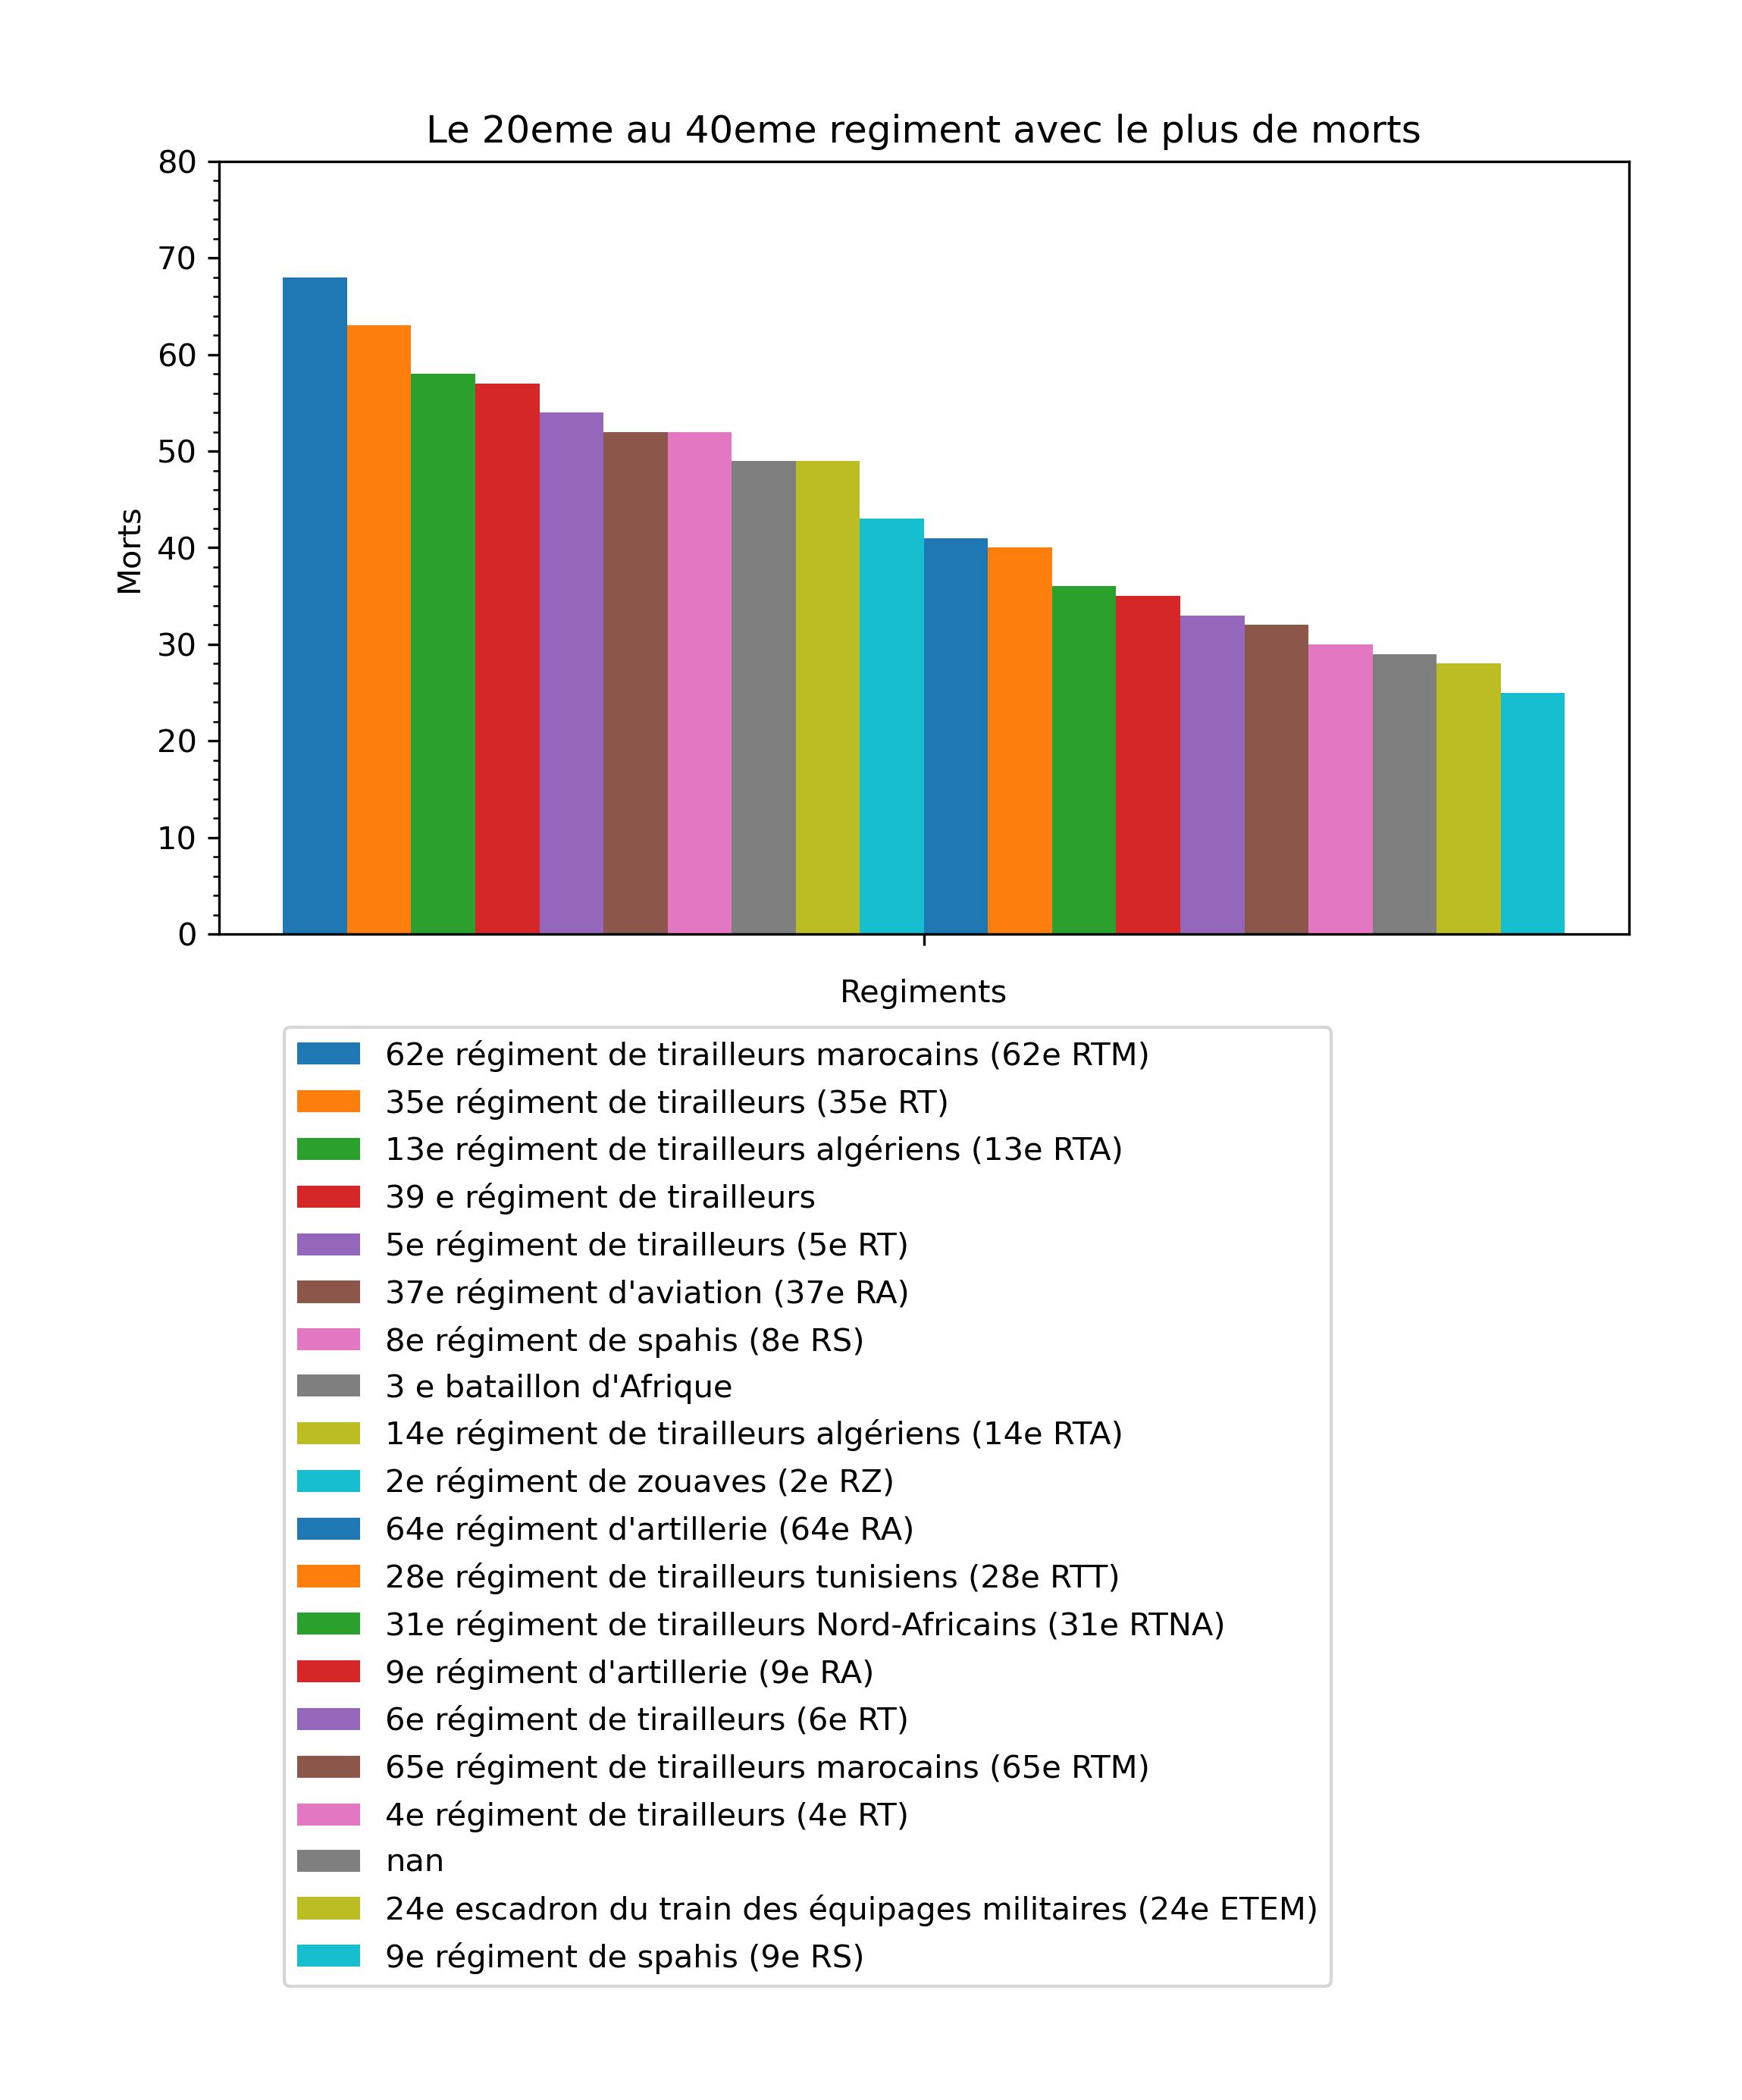 Le 20eme au 40eme regiment avec le plus de morts
80
70
60
50
40
30
20
10
0
Morts
Regiments
62e régiment de tirailleurs marocains (62e RTM)
35e régiment de tirailleurs (35e RT)
13e régiment de tirailleurs algériens (13e RTA)
39 e régiment de tirailleurs
5e régiment de tirailleurs (5e RT)
37e régiment d'aviation (37e RA)
8e régiment de spahis (8e RS)
3 e bataillon d'Afrique
14e régiment de tirailleurs algériens (14e RTA)
2e régiment de zouaves (2e RZ)
64e régiment d'artillerie (64e RA)
28e régiment de tirailleurs tunisiens (28e RTT)
31e régiment de tirailleurs Nord-Africains (31e RTNA)
9e régiment d'artillerie (9e RA)
6e régiment de tirailleurs (6e RT)
65e régiment de tirailleurs marocains (65e RTM)
4e régiment de tirailleurs (4e RT)
nan
24e escadron du train des équipages militaires (24e ETEM)
9e régiment de spahis (9e RS)